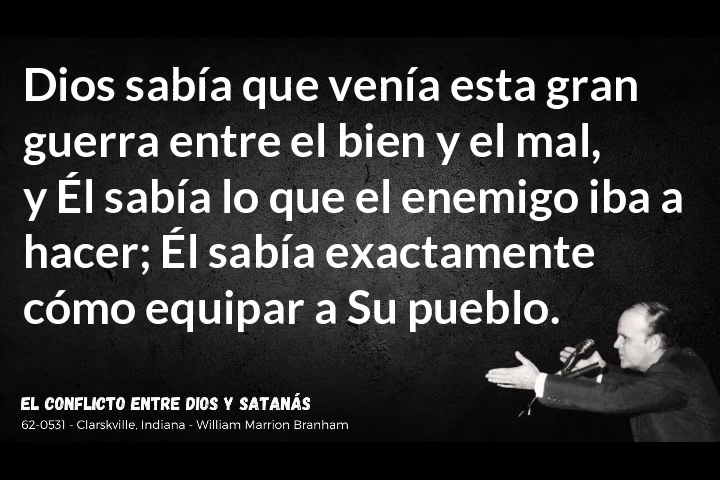 Dios sabía que venía esta gran
guerra entre el bien y el mal,
y Él sabía lo que el enemigo iba a
hacer; Él sabía exactamente
cómo equipar a Su pueblo.
EL CONFLICTO ENTRE DIOS Y SATANÁS
62-0531 - Clarskville, Indiana - William Marrion Branham